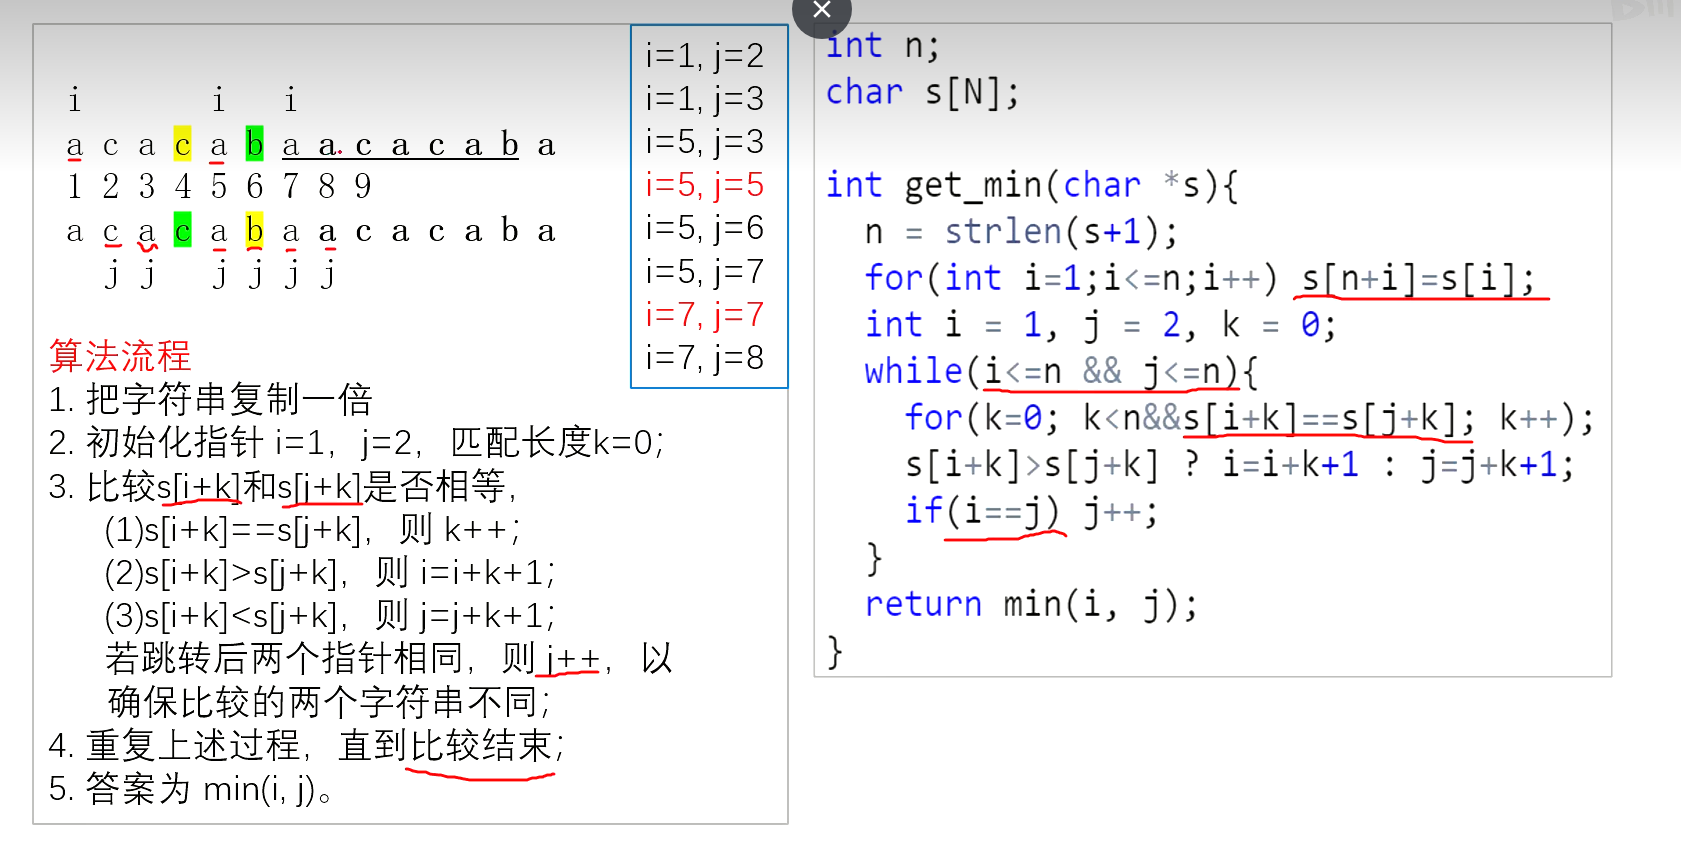 i i i
a c a c a b a a c a c a b a
1 2 3 4 5 6 7 8 9
a c a c a b a a c a c a b a
j j j j j j
i=1, j=2
i=1, j=3
i=5, j=3
i=5, j=5
i=5, j=6
i=5, j=7
i=7, j=7
i=7, j=8
算法流程
1. 把字符串复制一倍
2. 初始化指针 i=1，j=2，匹配长度k=0；
3. 比较s[i+k]和s[j+k]是否相等，
(1)s[i+k]==s[j+k]，则 k++；
(2)s[i+k]>s[j+k]，则 i=i+k+1；
(3)s[i+k]<s[j+k]，则 j=j+k+1；
若跳转后两个指针相同，则 j++，以
确保比较的两个字符串不同；
4. 重复上述过程，直到比较结束；
5. 答案为 min(i, j)。
int n;
char s[N];
int get_min(char *s){
n = strlen(s+1);
for(int i=1;i<=n;i++) s[n+i]=s[i];
int i = 1, j = 2, k = 0;
while(i<=n && j<=n){
for(k=0; k<n&&s[i+k]==s[j+k]; k++);
s[i+k]>s[j+k] ? i=i+k+1 : j=j+k+1;
if(i==j) j++;
}
return min(i, j);
}